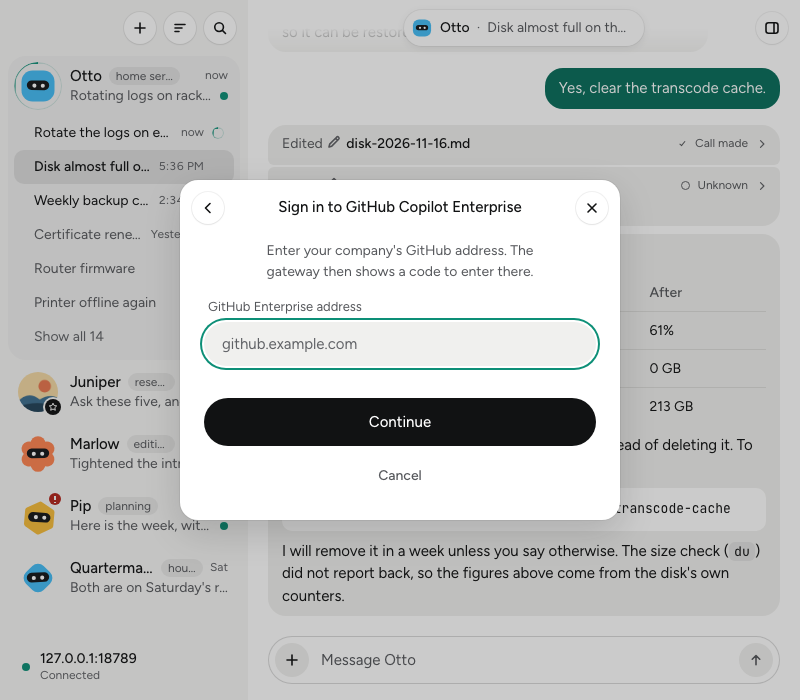 so it can be restor
Otto · Disk almost full on th...
Otto home ser... now
Rotating logs on rack...
Rotate the logs on e... now
Disk almost full o... 5:36 PM
Weekly backup c... 2:34
Certificate rene... Yeste
Router firmware
Printer offline again
Show all 14
Juniper rese...
Ask these five, an
Marlow editi...
Tightened the intr
Pip planning
Here is the week, wit...
Quarterma... hou... Sat
Both are on Saturday's r...
127.0.0.1:18789
Connected
Yes, clear the transcode cache.
Edited disk-2026-11-16.md Call made
Unknown
Sign in to GitHub Copilot Enterprise
Enter your company's GitHub address. The
gateway then shows a code to enter there.
GitHub Enterprise address
github.example.com
Continue
Cancel
After
61%
0 GB
213 GB
ead of deleting it. To
transcode-cache
I will remove it in a week unless you say otherwise. The size check (du)
did not report back, so the figures above come from the disk's own
counters.
Message Otto